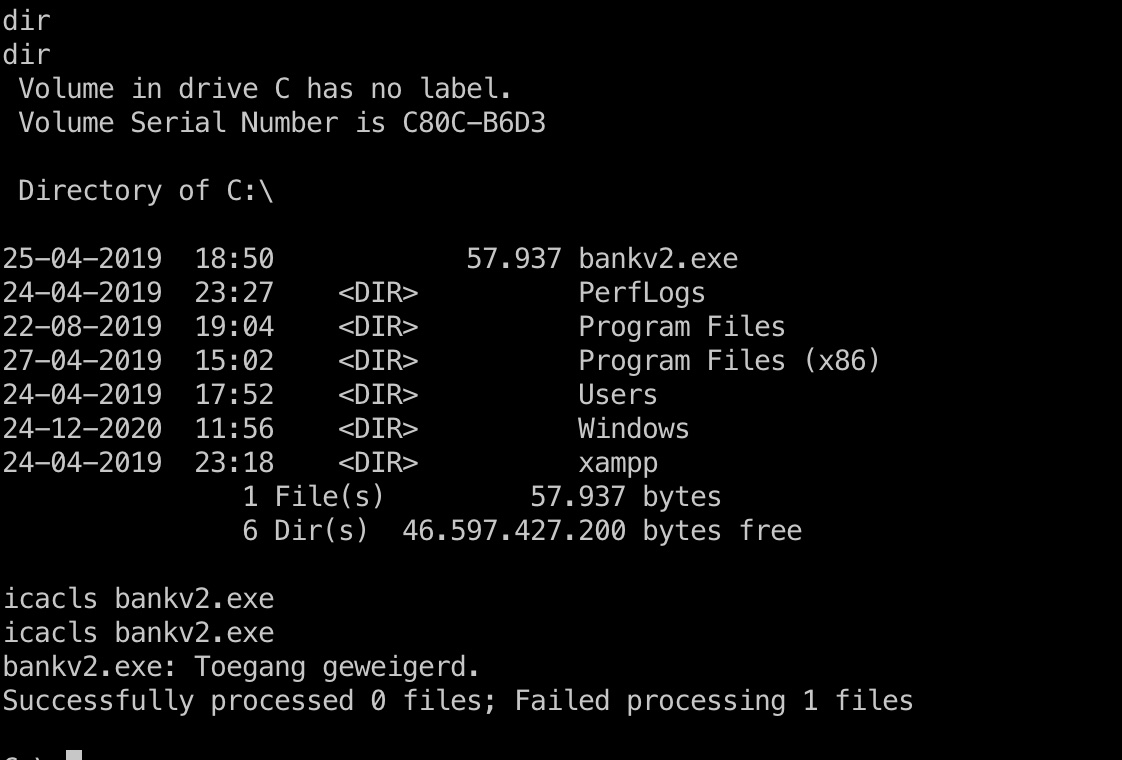 dir
dir
 Volume in drive C has no label.
 Volume Serial Number is C80C-B6D3

 Directory of C:\

25-04-2019  18:50            57.937 bankv2.exe
24-04-2019  23:27    <DIR>          PerfLogs
22-08-2019  19:04    <DIR>          Program Files
27-04-2019  15:02    <DIR>          Program Files (x86)
24-04-2019  17:52    <DIR>          Users
24-12-2020  11:56    <DIR>          Windows
24-04-2019  23:18    <DIR>          xampp
               1 File(s)         57.937 bytes
               6 Dir(s)  46.597.427.200 bytes free

icacls bankv2.exe
icacls bankv2.exe
bankv2.exe: Toegang geweigerd.
Successfully processed 0 files; Failed processing 1 files